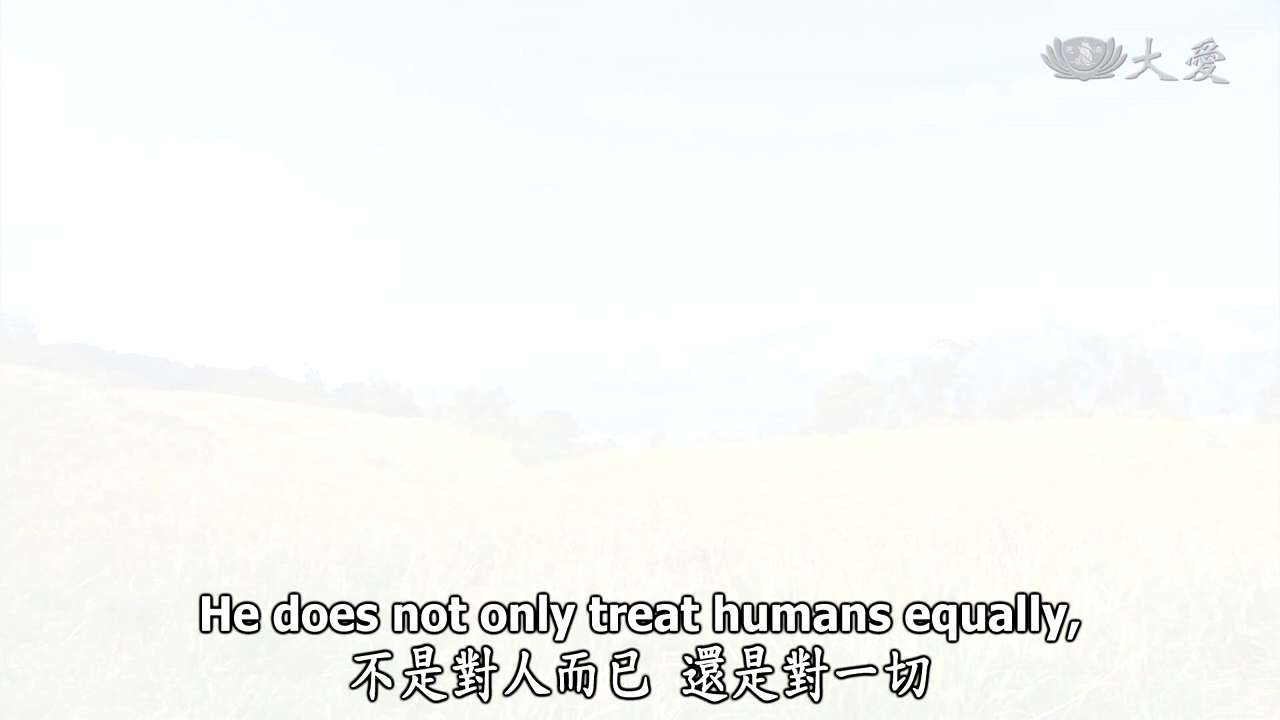 大愛
He does not only treat humans equally,
不是對人而已 還是對一切